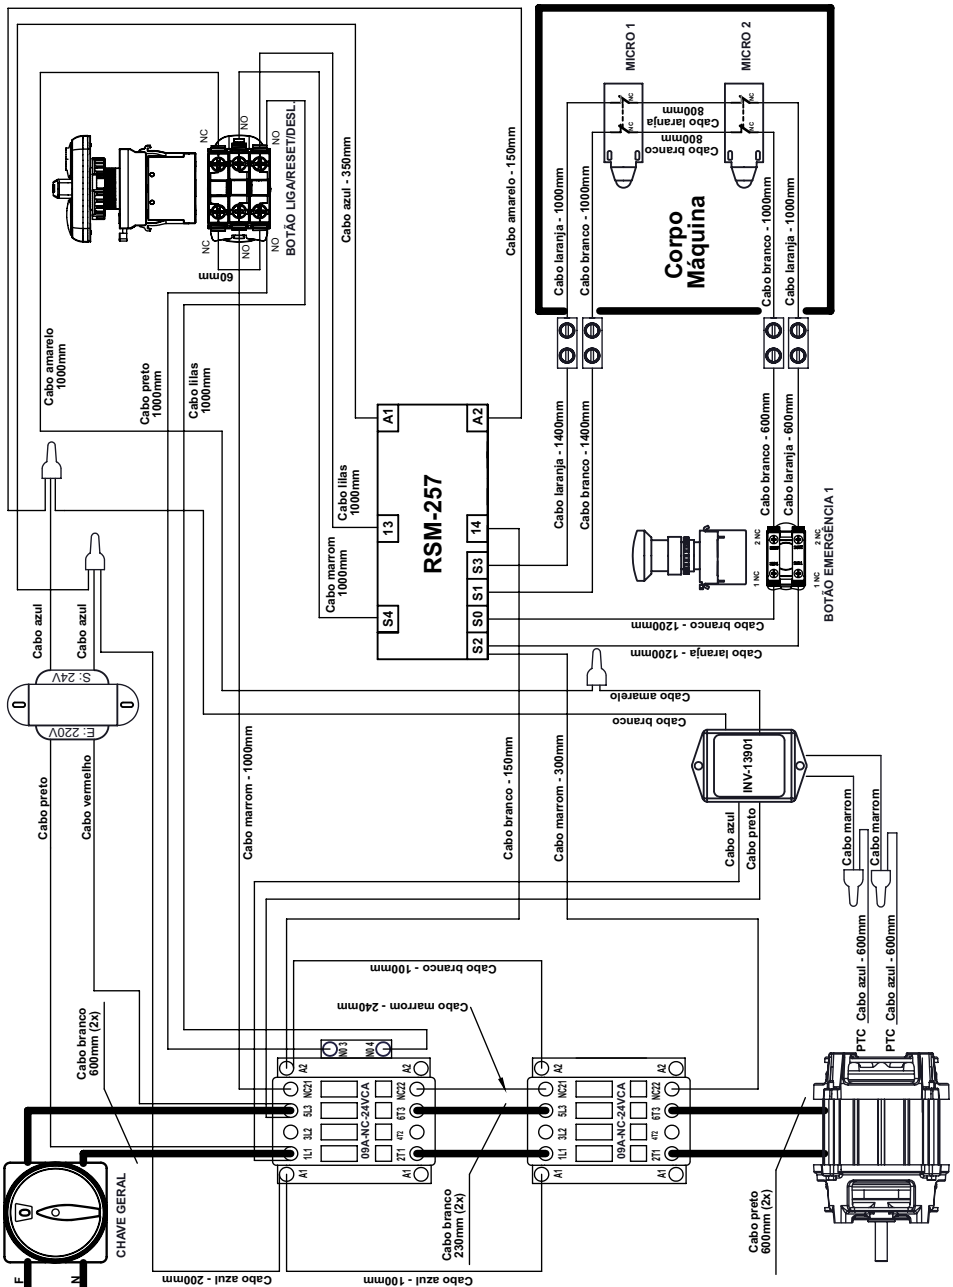 MICRO 1
MICRO 2
NC
NC
NC
NC
Cabo laranja
800mm
Cabo branco
800mm
Corpo
Máquina
Cabo laranja - 1000mm
Cabo branco - 1000mm
Cabo branco - 1000mm
Cabo laranja - 1000mm
Cabo amarelo - 150mm
Cabo azul - 350mm
BOTÃO LIGA/RESET/DESL.
NC
NO
NO
NC
NO
NO
60mm
Cabo amarelo
1000mm
Cabo preto
1000mm
Cabo lilas
1000mm
Cabo lilas
1000mm
Cabo marrom
1000mm
RSM-257
A1
A2
13
14
S3
S1
S0
S2
S4
Cabo laranja - 1400mm
Cabo branco - 1400mm
Cabo branco - 600mm
Cabo laranja - 600mm
1 NC
2 NC
1 NC
2 NC
BOTÃO EMERGÊNCIA 1
Cabo branco - 1200mm
Cabo laranja - 1200mm
Cabo azul
Cabo azul
S: 24V
E: 220V
Cabo preto
Cabo vermelho
Cabo amarelo
Cabo branco
Cabo marrom - 1000mm
Cabo branco - 150mm
Cabo marrom - 300mm
INV-13901
Cabo azul
Cabo preto
Cabo marrom
Cabo marrom
PTC Cabo azul - 600mm
PTC Cabo azul - 600mm
Cabo branco - 100mm
Cabo marrom - 240mm
Cabo branco
600mm (2x)
NO 3
NO 4
A2
A2
NC21
NC22
5L3
6T3
3L2
4T2
1L1
2T1
A1
A1
09A-NC-24VCA
A2
A2
NC21
NC22
5L3
6T3
3L2
4T2
1L1
2T1
A1
A1
09A-NC-24VCA
Cabo branco
230mm (2x)
Cabo preto
600mm (2x)
Cabo azul - 200mm
Cabo azul - 100mm
CHAVE GERAL
0
F
N